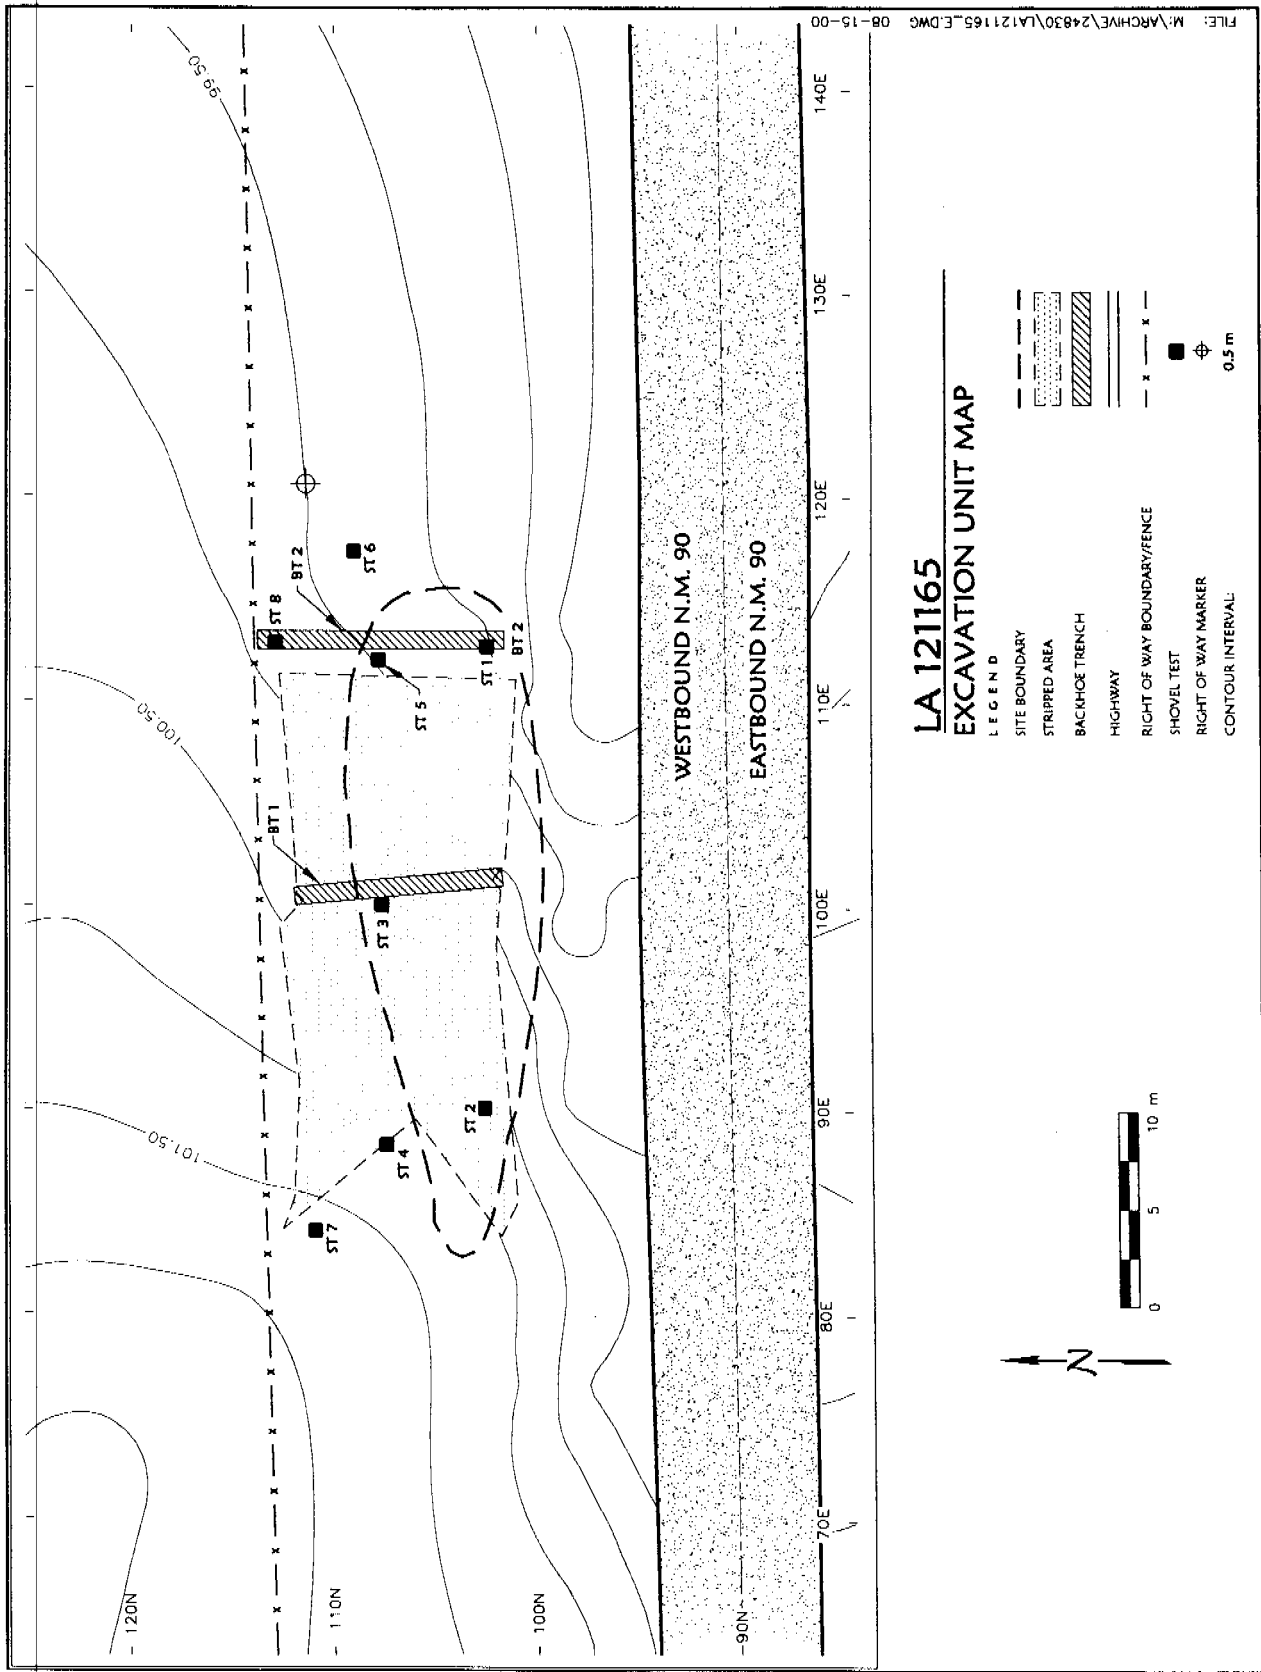 FILE: M:\ARCHIVE\24830\LA121165_E.DWG 08-15-00
99.50
100.50
101.50
120N
110N
100N
90N
70E
80E
90E
100E
110E
120E
130E
140E
BT 1
BT 2
BT 2
ST 8
ST 6
ST 5
ST 1
ST 3
ST 2
ST 4
ST 7
WESTBOUND N.M. 90
EASTBOUND N.M. 90
LA 121165
EXCAVATION UNIT MAP
LEGEND
SITE BOUNDARY
STRIPPED AREA
BACKHOE TRENCH
HIGHWAY
RIGHT OF WAY BOUNDARY/FENCE
SHOVEL TEST
RIGHT OF WAY MARKER
CONTOUR INTERVAL: 0.5 m
N
0 5 10 m